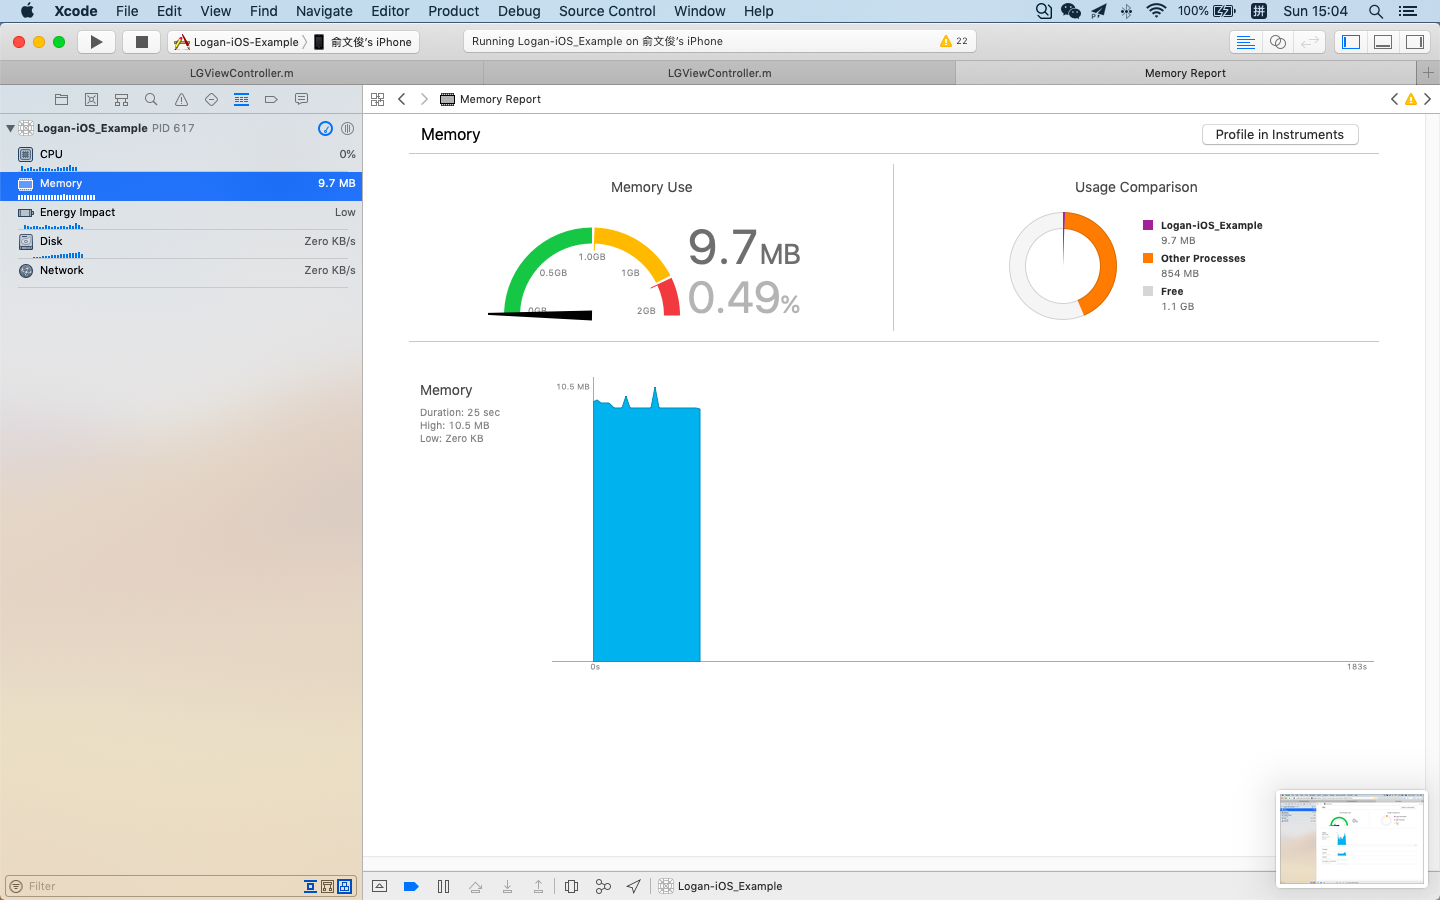 Xcode File Edit View Find Navigate Editor Product Debug Source Control Window Help 100% 拼 Sun 15:04
Logan-iOS-Example 俞文俊's iPhone Running Logan-iOS_Example on 俞文俊's iPhone 22
LGViewController.m LGViewController.m Memory Report
Memory Report
Logan-iOS_Example PID 617
CPU 0%
Memory 9.7 MB
Energy Impact Low
Disk Zero KB/s
Network Zero KB/s
Memory Profile in Instruments
Memory Use
0GB
0.5GB
1.0GB
1GB
2GB
9.7MB
0.49%
Usage Comparison
Logan-iOS_Example
9.7 MB
Other Processes
854 MB
Free
1.1 GB
Memory
Duration: 25 sec
High: 10.5 MB
Low: Zero KB
10.5 MB
0s 183s
Filter
Logan-iOS_Example